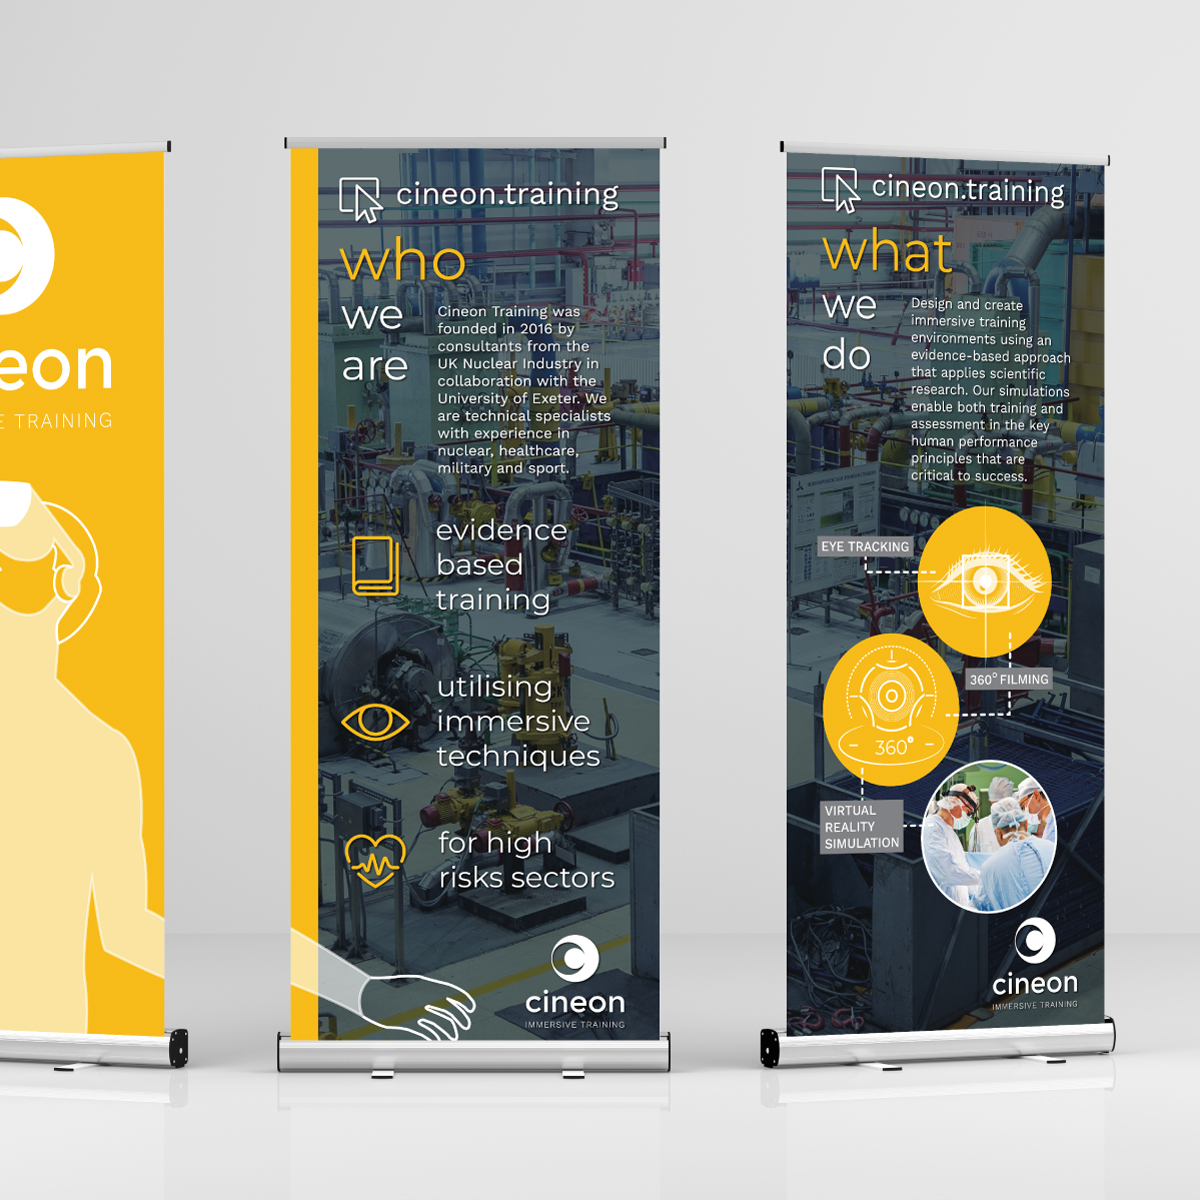 eon
TRAINING
cineon.training
who
we
are
Cineon Training was
founded in 2016 by
consultants from the
UK Nuclear Industry in
collaboration with the
University of Exeter. We
are technical specialists
with experience in
nuclear, healthcare,
military and sport.
evidence
based
training
utilising
immersive
techniques
for high
risks sectors
cineon
IMMERSIVE TRAINING
cineon.training
what
we
do
Design and create
immersive training
environments using an
evidence-based approach
that applies scientific
research. Our simulations
enable both training and
assessment in the key
human performance
principles that are
critical to success.
EYE TRACKING
360° FILMING
360°
VIRTUAL
REALITY
SIMULATION
cineon
IMMERSIVE TRAINING